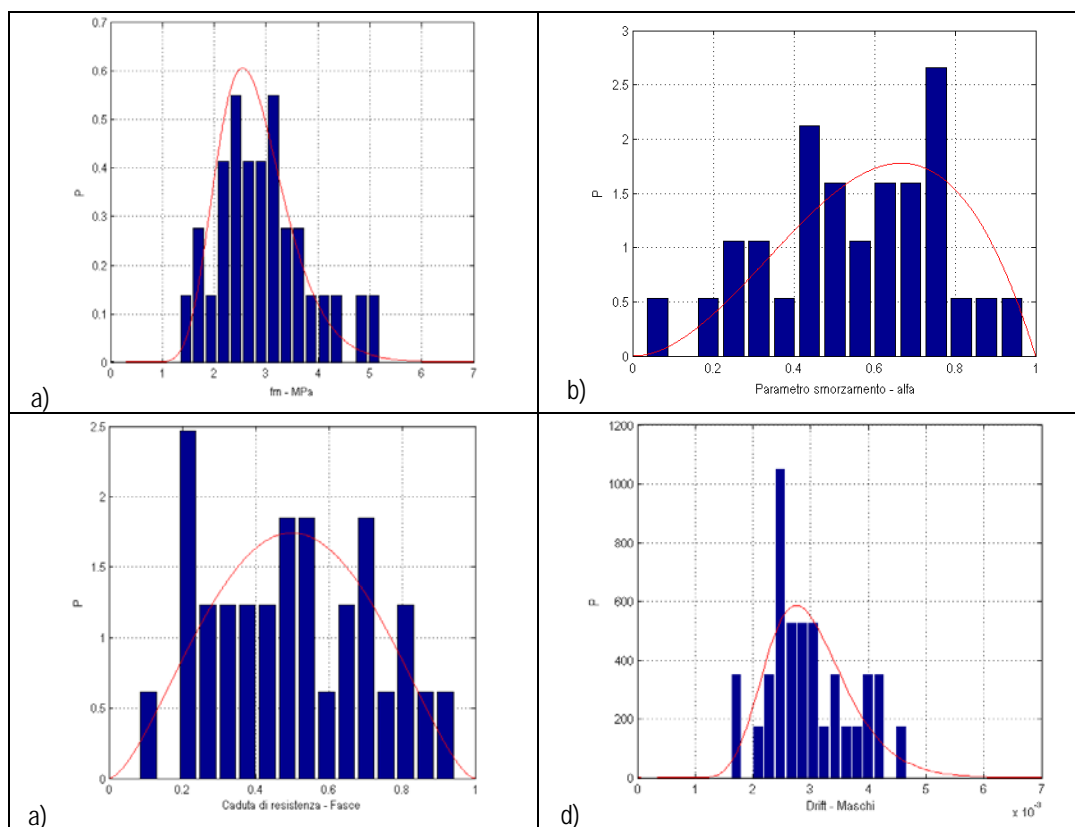 0.7
0.6
0.5
0.4
0.3
0.2
0.1
0
P
0 1 2 3 4 5 6 7
fm - MPa
a)
3
2.5
2
1.5
1
0.5
0
P
0 0.2 0.4 0.6 0.8 1
Parametro smorzamento - alfa
b)
2.5
2
1.5
1
0.5
0
P
0 0.2 0.4 0.6 0.8 1
Caduta di resistenza - Fasce
a)
1200
1000
800
600
400
200
0
P
0 1 2 3 4 5 6 7
Drift - Maschi
x 10⁻³
d)